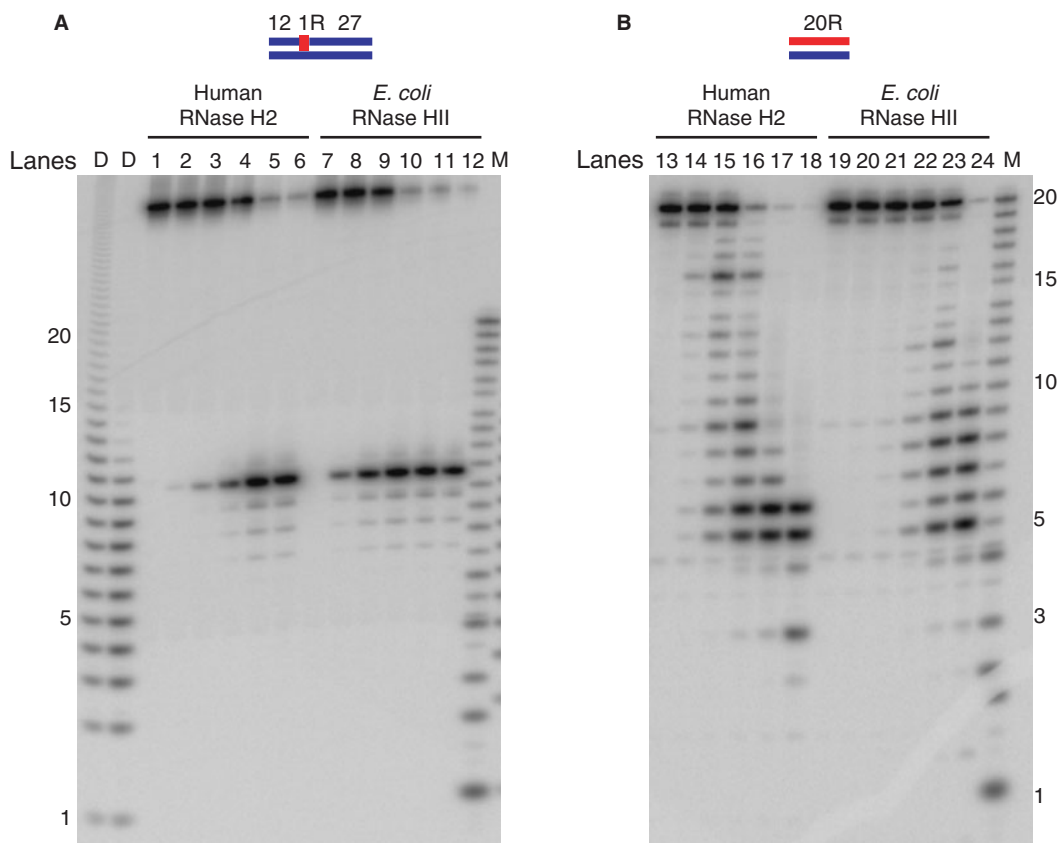 A
12 1R 27
Human
RNase H2
E. coli
RNase HII
Lanes D D 1 2 3 4 5 6 7 8 9 10 11 12 M
20
15
10
5
1
B
20R
Human
RNase H2
E. coli
RNase HII
Lanes 13 14 15 16 17 18 19 20 21 22 23 24 M
20
15
10
5
3
1